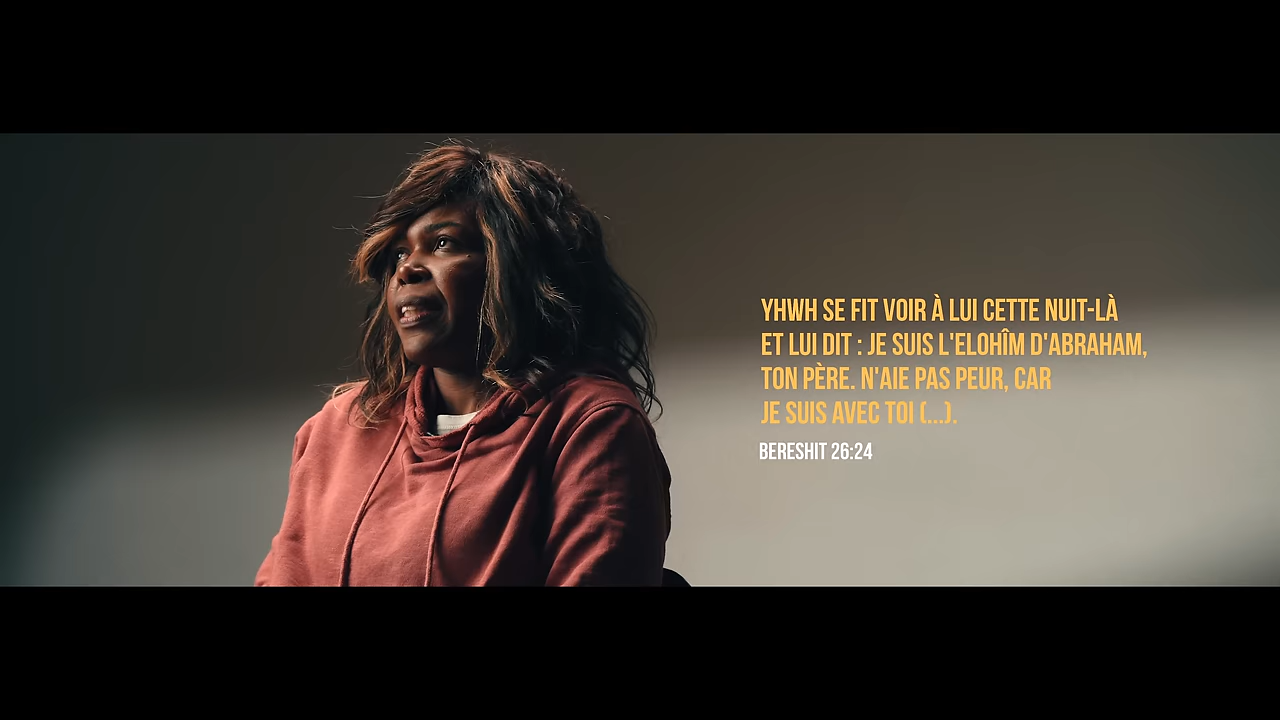 YHWH SE FIT VOIR À LUI CETTE NUIT-LÀ
ET LUI DIT : JE SUIS L'ELOHÎM D'ABRAHAM,
TON PÈRE. N'AIE PAS PEUR, CAR
JE SUIS AVEC TOI (...).
BERESHIT 26:24